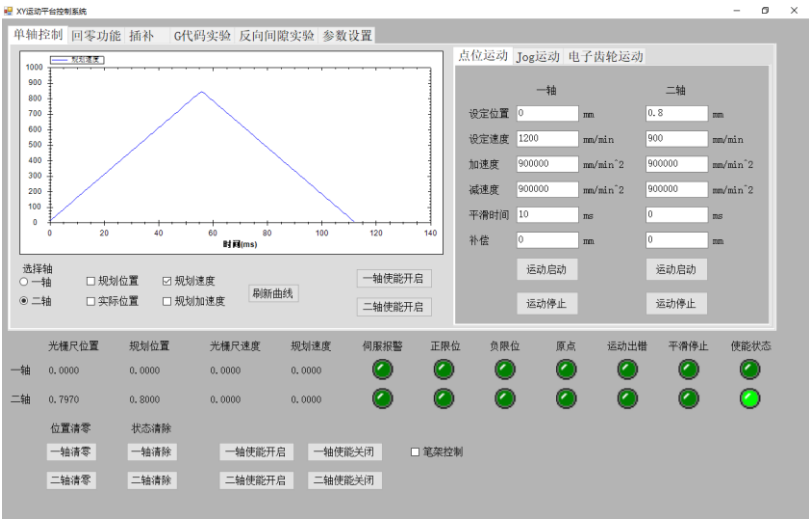 XY运动平台控制系统
单轴控制 回零功能 插补 G代码实验 反向间隙实验 参数设置
规划速度
1000
900
800
700
600
500
400
300
200
100
0
0 20 40 60 80 100 120 140
时间(ms)
选择轴
一轴 规划位置 规划速度
二轴 实际位置 规划加速度
刷新曲线
一轴使能开启
二轴使能开启
点位运动 Jog运动 电子齿轮运动
一轴 二轴
设定位置 0 mm 0.8 mm
设定速度 1200 mm/min 900 mm/min
加速度 900000 mm/min^2 900000 mm/min^2
减速度 900000 mm/min^2 900000 mm/min^2
平滑时间 10 ms 0 ms
补偿 0 mm 0 mm
运动启动 运动启动
运动停止 运动停止
光栅尺位置 规划位置 光栅尺速度 规划速度 伺服报警 正限位 负限位 原点 运动出错 平滑停止 使能状态
一轴 0.0000 0.0000 0.0000 0.0000
二轴 0.7970 0.8000 0.0000 0.0000
位置清零 状态清除
一轴清零 一轴清除 一轴使能开启 一轴使能关闭 笔架控制
二轴清零 二轴清除 二轴使能开启 二轴使能关闭